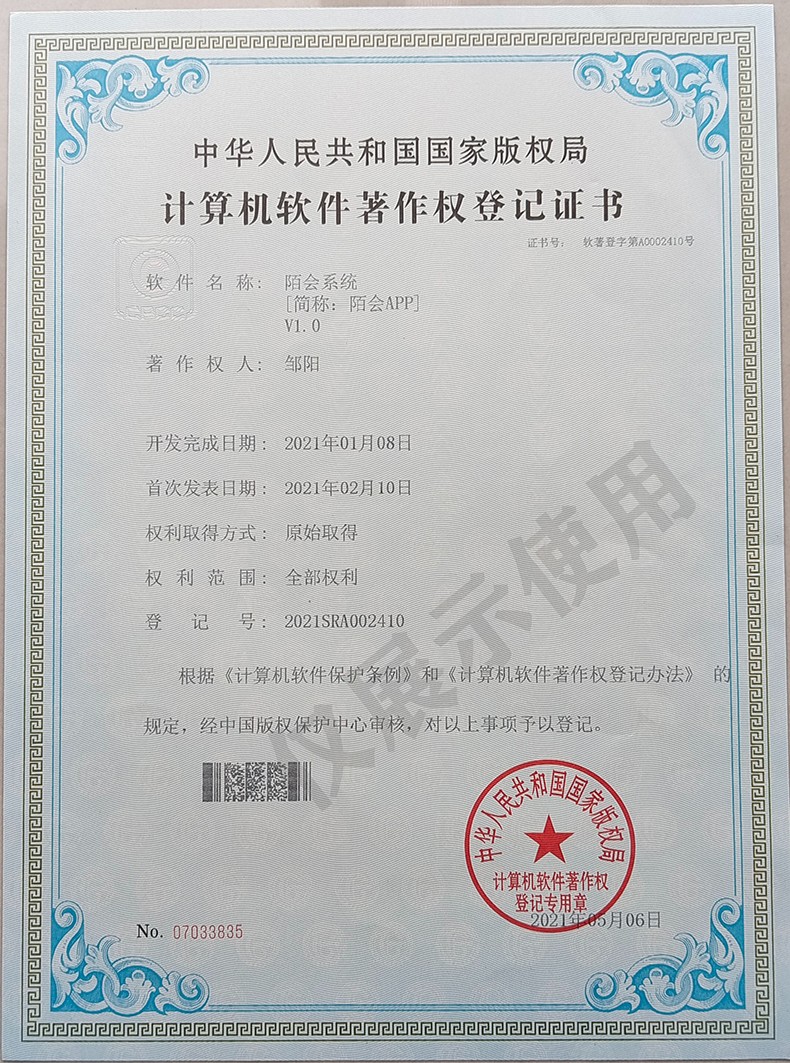 中华人民共和国国家版权局
计算机软件著作权登记证书
证书号： 软著登字第A0002410号
软件名称： 陌会系统
[简称：陌会APP]
V1.0
著作权人： 邹阳
开发完成日期： 2021年01月08日
首次发表日期： 2021年02月10日
权利取得方式： 原始取得
权利范围： 全部权利
登记号： 2021SRA002410
根据《计算机软件保护条例》和《计算机软件著作权登记办法》的
规定，经中国版权保护中心审核，对以上事项予以登记。
仅展示使用
中华人民共和国国家版权局
计算机软件著作权
登记专用章
No. 07033835
2021年05月06日
CPCC